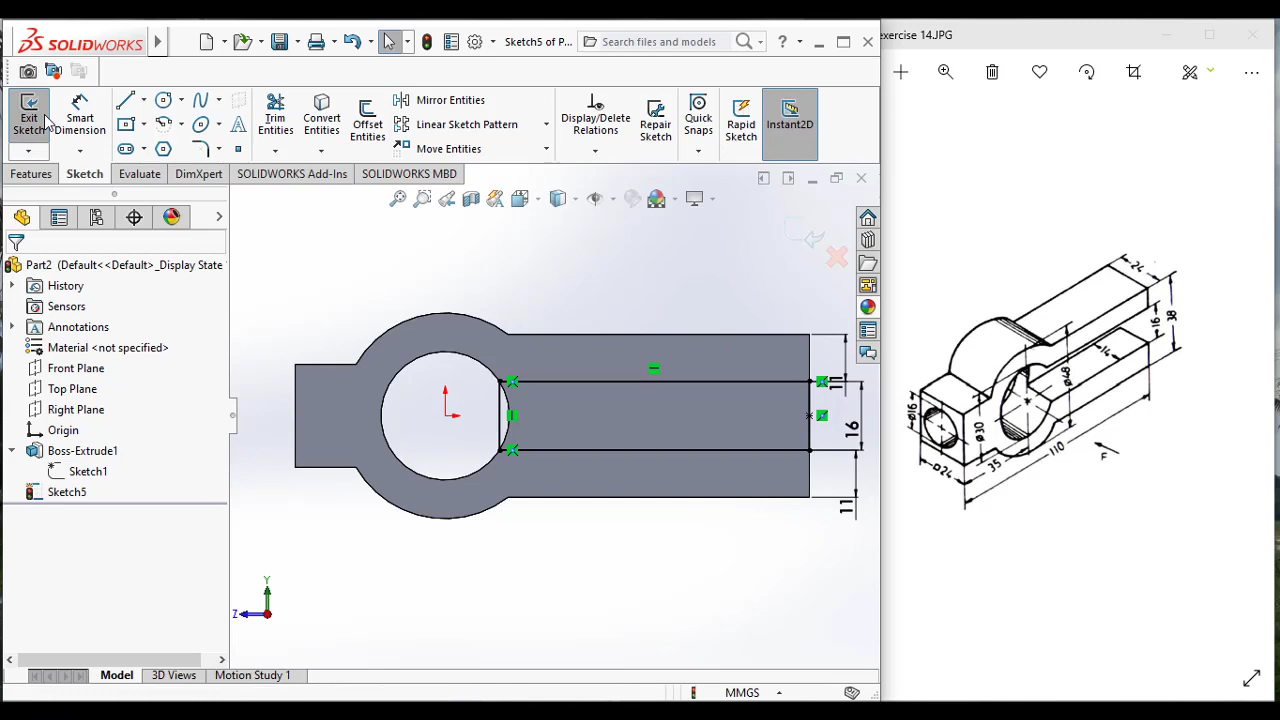 SOLIDWORKS
Sketch5 of P...
Search files and models
exercise 14.JPG
Exit Sketch
Smart Dimension
Trim Entities
Convert Entities
Offset Entities
Mirror Entities
Linear Sketch Pattern
Move Entities
Display/Delete Relations
Repair Sketch
Quick Snaps
Rapid Sketch
Instant2D
Features
Sketch
Evaluate
DimXpert
SOLIDWORKS Add-Ins
SOLIDWORKS MBD
Part2 (Default<<Default>_Display State
History
Sensors
Annotations
Material <not specified>
Front Plane
Top Plane
Right Plane
Origin
Boss-Extrude1
Sketch1
Sketch5
11
16
11
Y
Z
24
38
16
14
Ø48
Ø16
Ø30
35
110
□24
F
Model
3D Views
Motion Study 1
MMGS